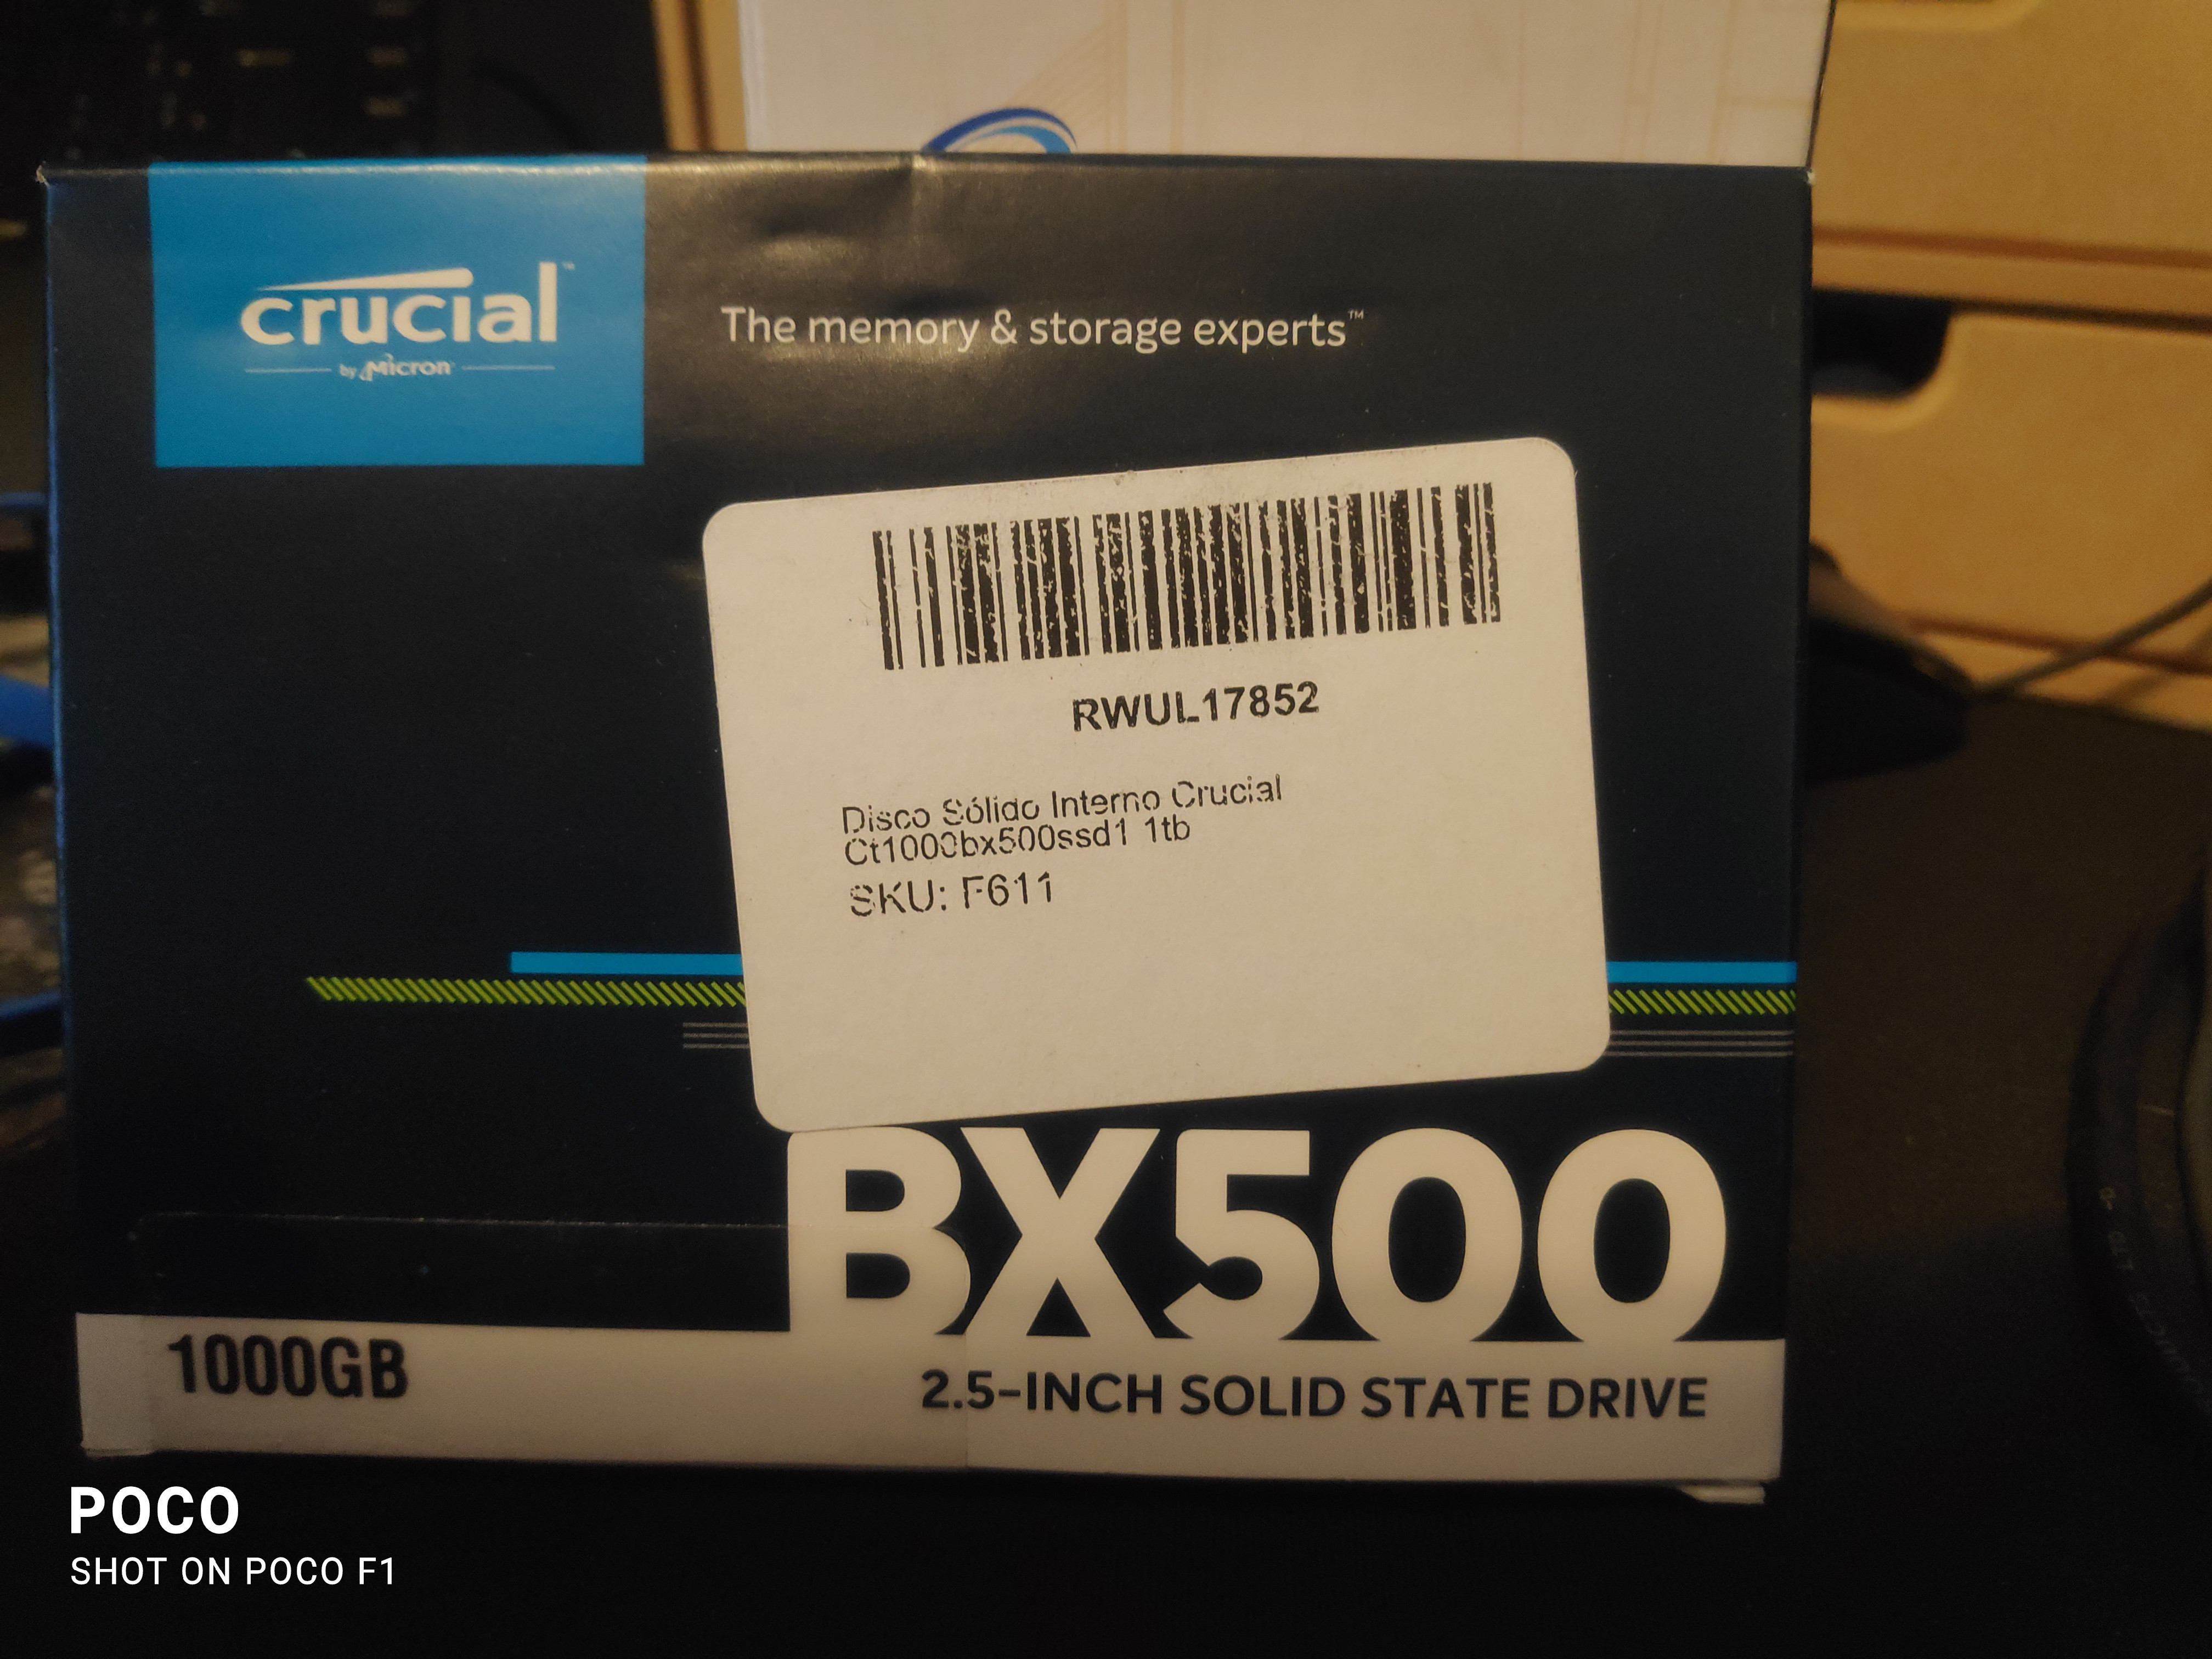 crucial™
by Micron
The memory & storage experts™
RWUL17852
Disco Sólido Interno Crucial
Ct1000bx500ssd1 1tb
SKU: F611
BX500
1000GB
2.5-INCH SOLID STATE DRIVE
POCO
SHOT ON POCO F1